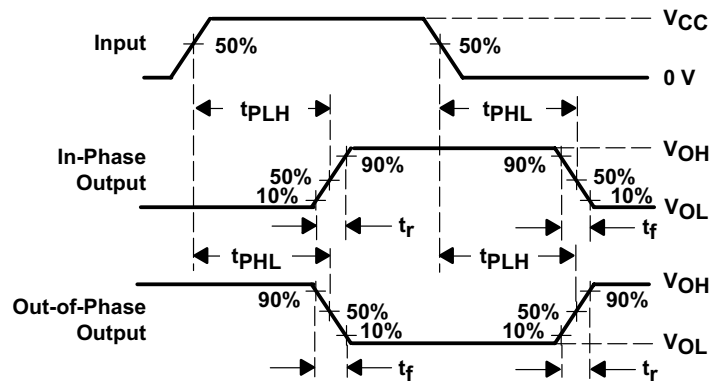 VCC
Input
50%
50%
0 V
tPLH
tPHL
In-Phase
Output
90%
90%
VOH
50%
50%
10%
10%
VOL
tr
tf
tPHL
tPLH
VOH
Out-of-Phase
Output
90%
90%
50%
50%
10%
10%
VOL
tf
tr